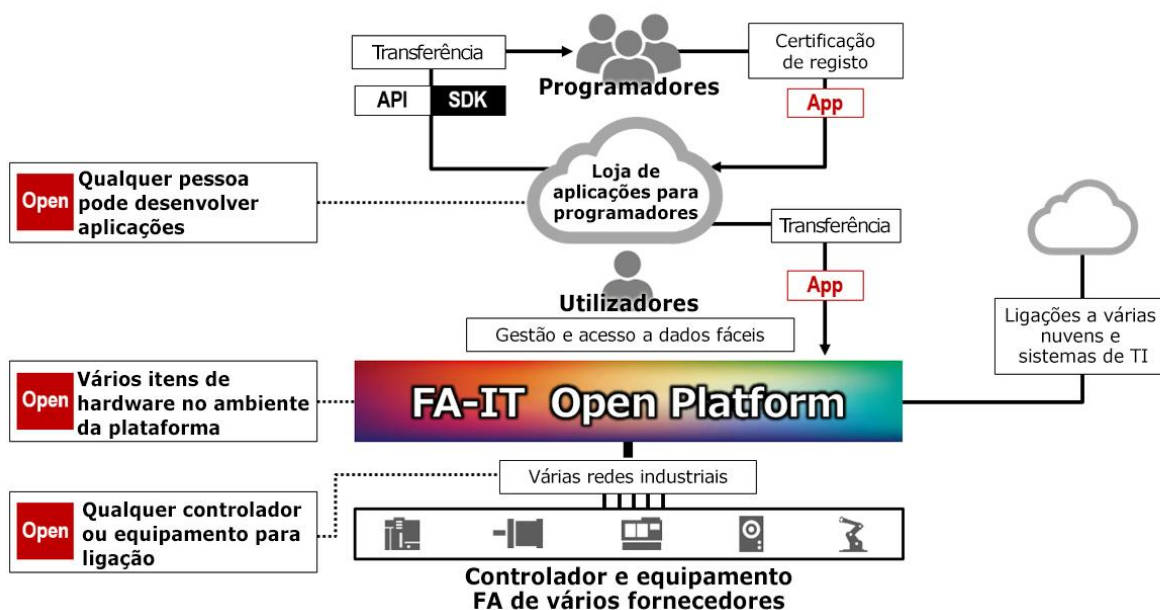 Transferência
API
SDK
Programadores
Certificação
de registo
App
Open
Qualquer pessoa
pode desenvolver
aplicações
Loja de
aplicações para
programadores
Transferência
App
Utilizadores
Gestão e acesso a dados fáceis
Ligações a várias
nuvens e
sistemas de TI
Open
Vários itens de
hardware no ambiente
da plataforma
FA-IT Open Platform
Várias redes industriais
Open
Qualquer controlador
ou equipamento para
ligação
Controlador e equipamento
FA de vários fornecedores